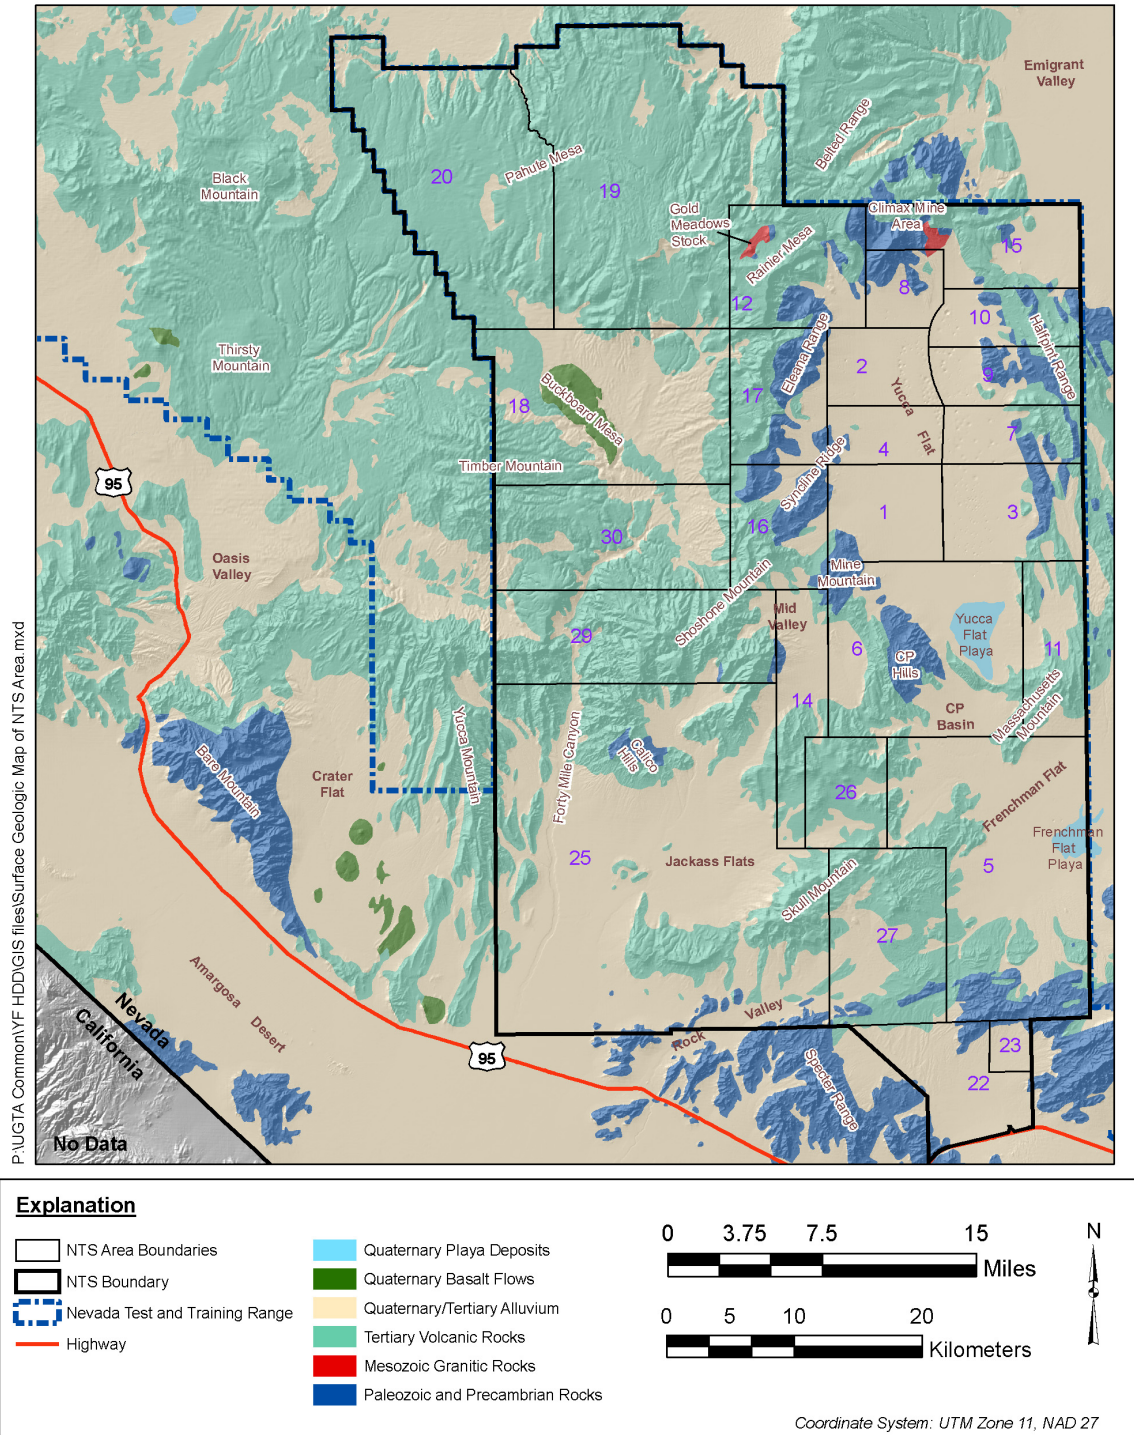 Emigrant
Valley
Belted Range
Black
Mountain
20
Pahute Mesa
19
Gold
Meadows
Stock
Climax Mine
Area
15
Rainier Mesa
8
12
10
Halfpint Range
Thirsty
Mountain
Eleana Range
2
9
18
Buckboard Mesa
17
Yucca
Flat
7
4
Timber Mountain
Syncline Ridge
95
30
16
1
3
Oasis
Valley
Mine
Mountain
Shoshone Mountain
Mid
Valley
29
6
Yucca
Flat
Playa
11
CP
Hills
14
CP
Basin
Massachusetts
Mountain
Yucca Mountain
Forty Mile Canyon
Calico
Hills
Bare Mountain
Crater
Flat
26
Frenchman Flat
Frenchman
Flat
Playa
25
Jackass Flats
5
Skull Mountain
27
Amargosa
Desert
Nevada
California
Rock
Valley
95
23
22
Specter Range
No Data
P:\UGTA Common\YF HDD\GIS files\Surface Geologic Map of NTS Area.mxd
Explanation
NTS Area Boundaries
NTS Boundary
Nevada Test and Training Range
Highway
Quaternary Playa Deposits
Quaternary Basalt Flows
Quaternary/Tertiary Alluvium
Tertiary Volcanic Rocks
Mesozoic Granitic Rocks
Paleozoic and Precambrian Rocks
0 3.75 7.5 15
Miles
0 5 10 20
Kilometers
N
Coordinate System: UTM Zone 11, NAD 27